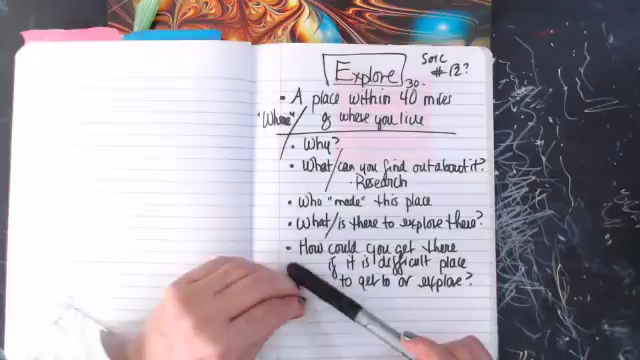 Explore
SOTC
#12?
30-
• A place within 40 miles
"Where" of where you live
• Why?
• What can you find out about it?
- Research
• Who "made" this place
• What is there to explore there?
• How could you get there
if it is difficult place
to get to or explore?